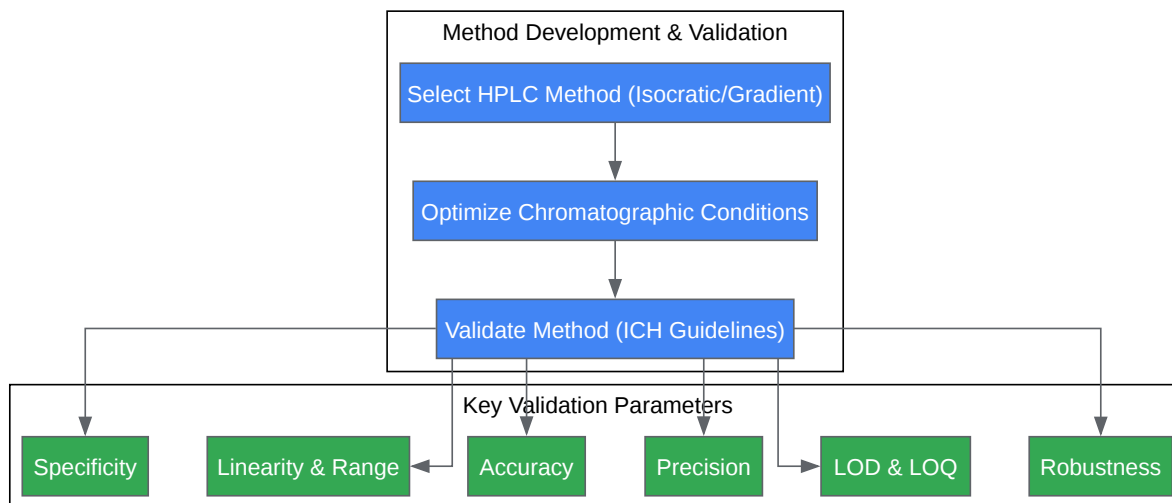 Method Development & Validation
Select HPLC Method (Isocratic/Gradient)
Optimize Chromatographic Conditions
Validate Method (ICH Guidelines)
Key Validation Parameters
Specificity
Linearity & Range
Accuracy
Precision
LOD & LOQ
Robustness